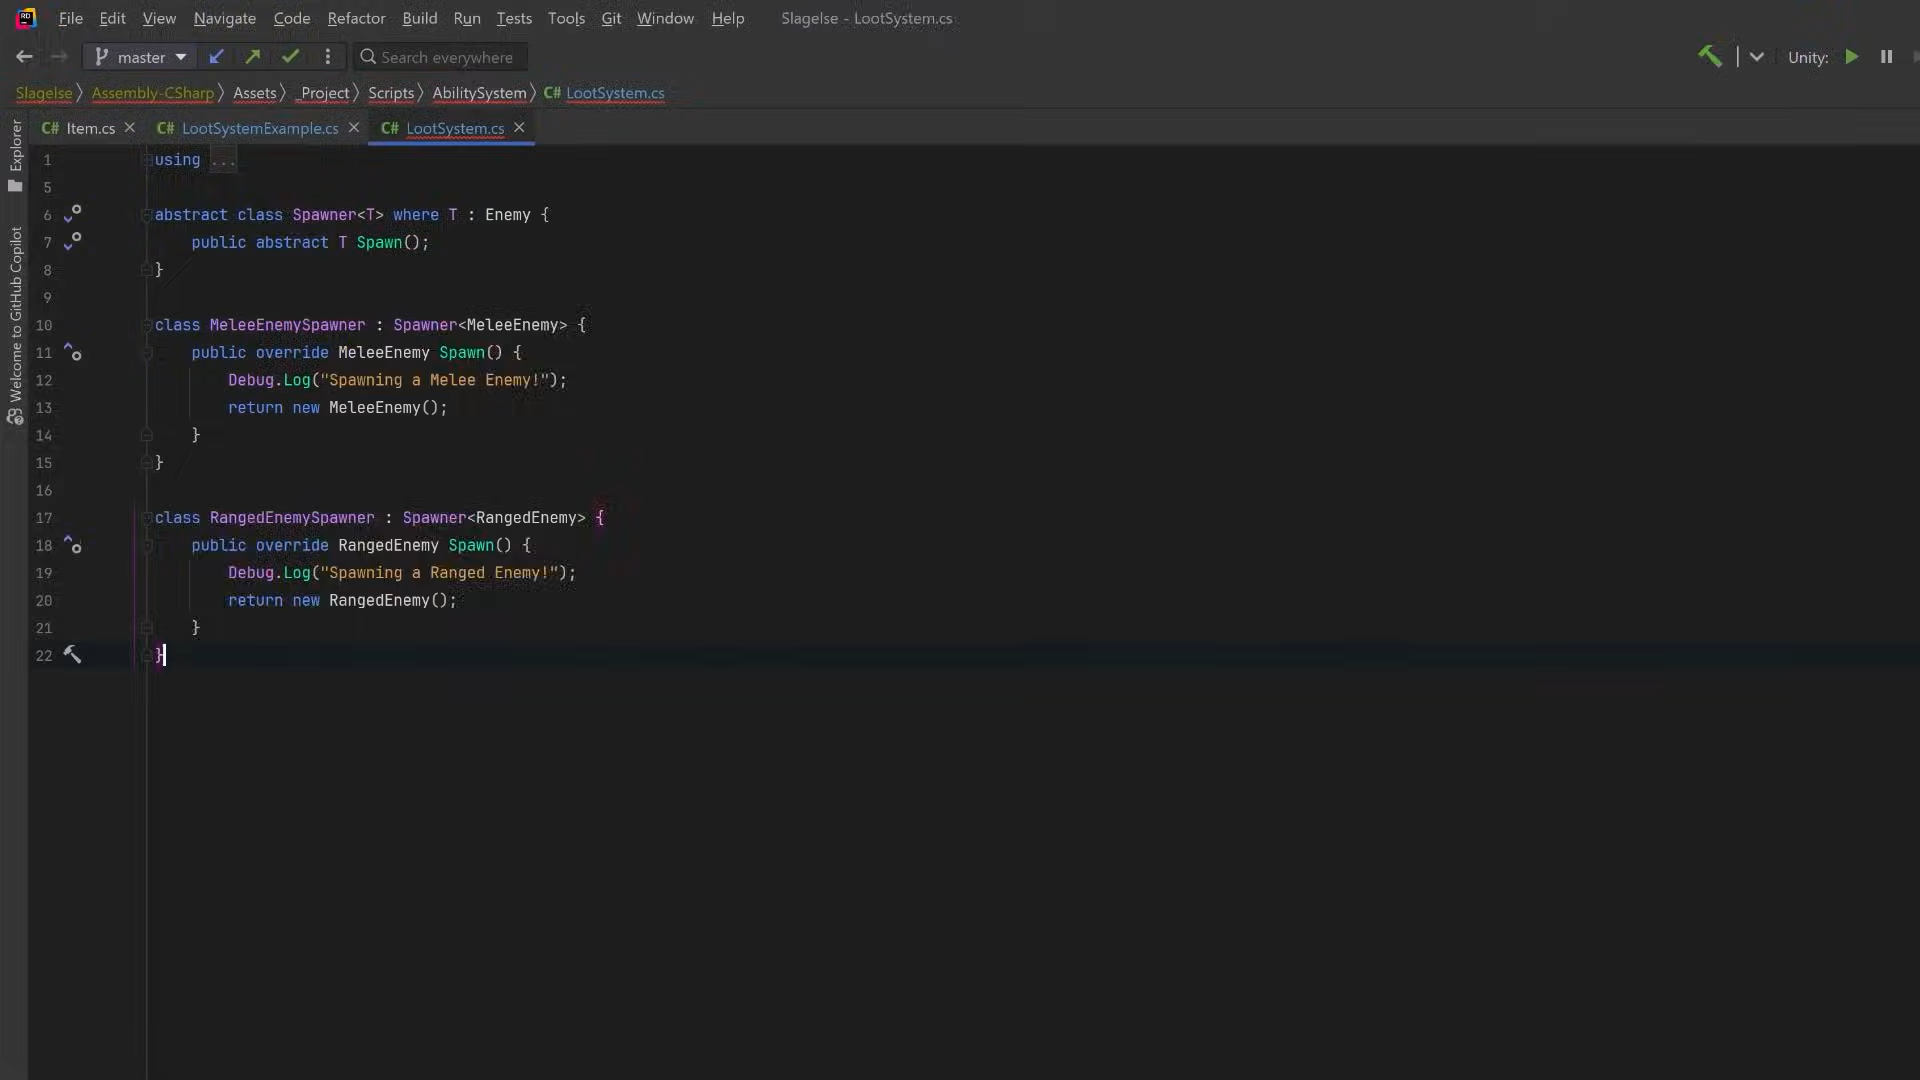 File Edit View Navigate Code Refactor Build Run Tests Tools Git Window Help Slagelse - LootSystem.cs
master Search everywhere Unity:
Slagelse Assembly-CSharp Assets _Project Scripts AbilitySystem C# LootSystem.cs
C# Item.cs C# LootSystemExample.cs C# LootSystem.cs
Explorer
Welcome to GitHub Copilot
1 using ...
5
6 abstract class Spawner<T> where T : Enemy {
7 public abstract T Spawn();
8 }
9
10 class MeleeEnemySpawner : Spawner<MeleeEnemy> {
11 public override MeleeEnemy Spawn() {
12 Debug.Log("Spawning a Melee Enemy!");
13 return new MeleeEnemy();
14 }
15 }
16
17 class RangedEnemySpawner : Spawner<RangedEnemy> {
18 public override RangedEnemy Spawn() {
19 Debug.Log("Spawning a Ranged Enemy!");
20 return new RangedEnemy();
21 }
22 }